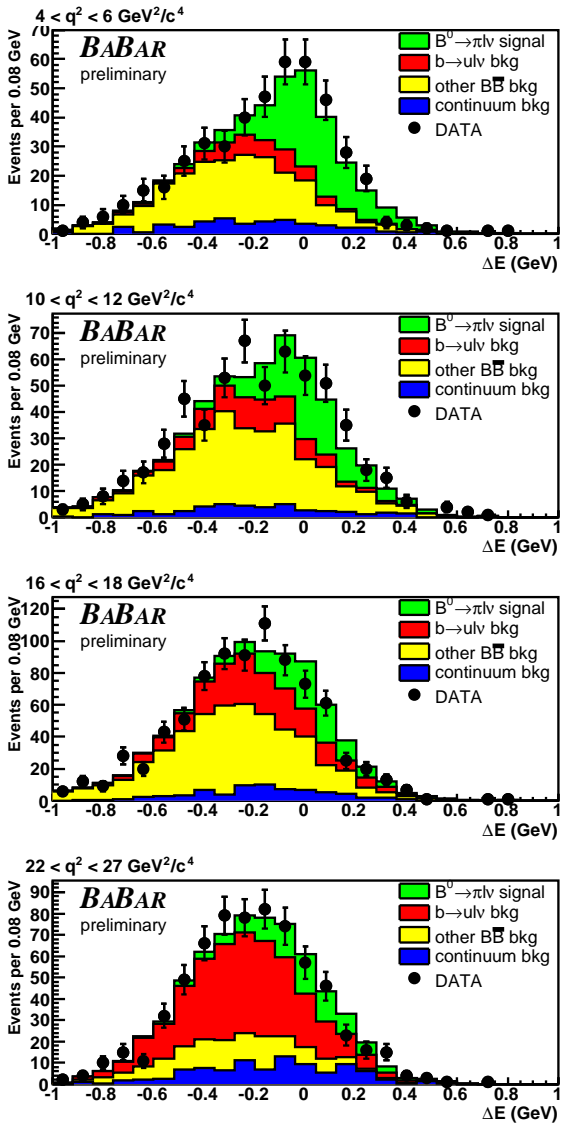 4 < q² < 6 GeV²/c⁴
Events per 0.08 GeV
BABAR
preliminary
B⁰→πlν signal
b→ulν bkg
other BB̅ bkg
continuum bkg
DATA
70
60
50
40
30
20
10
0
-1 -0.8 -0.6 -0.4 -0.2 0 0.2 0.4 0.6 0.8 1
ΔE (GeV)
10 < q² < 12 GeV²/c⁴
Events per 0.08 GeV
BABAR
preliminary
B⁰→πlν signal
b→ulν bkg
other BB̅ bkg
continuum bkg
DATA
70
60
50
40
30
20
10
0
-1 -0.8 -0.6 -0.4 -0.2 0 0.2 0.4 0.6 0.8 1
ΔE (GeV)
16 < q² < 18 GeV²/c⁴
Events per 0.08 GeV
BABAR
preliminary
B⁰→πlν signal
b→ulν bkg
other BB̅ bkg
continuum bkg
DATA
120
100
80
60
40
20
0
-1 -0.8 -0.6 -0.4 -0.2 0 0.2 0.4 0.6 0.8 1
ΔE (GeV)
22 < q² < 27 GeV²/c⁴
Events per 0.08 GeV
BABAR
preliminary
B⁰→πlν signal
b→ulν bkg
other BB̅ bkg
continuum bkg
DATA
90
80
70
60
50
40
30
20
10
0
-1 -0.8 -0.6 -0.4 -0.2 0 0.2 0.4 0.6 0.8 1
ΔE (GeV)